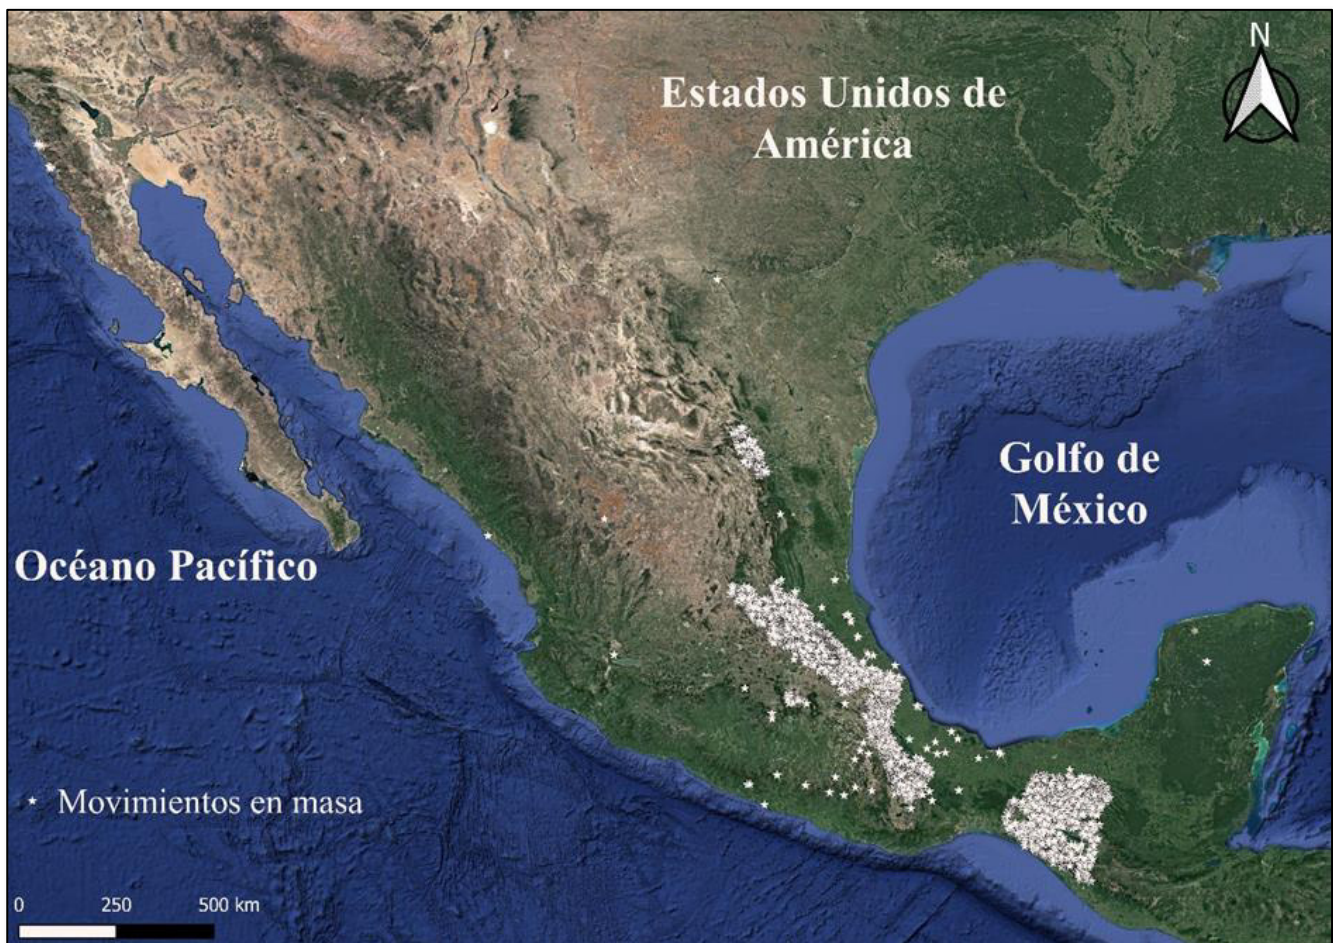 N
Estados Unidos de
América
Golfo de
México
Océano Pacífico
Movimientos en masa
0 250 500 km